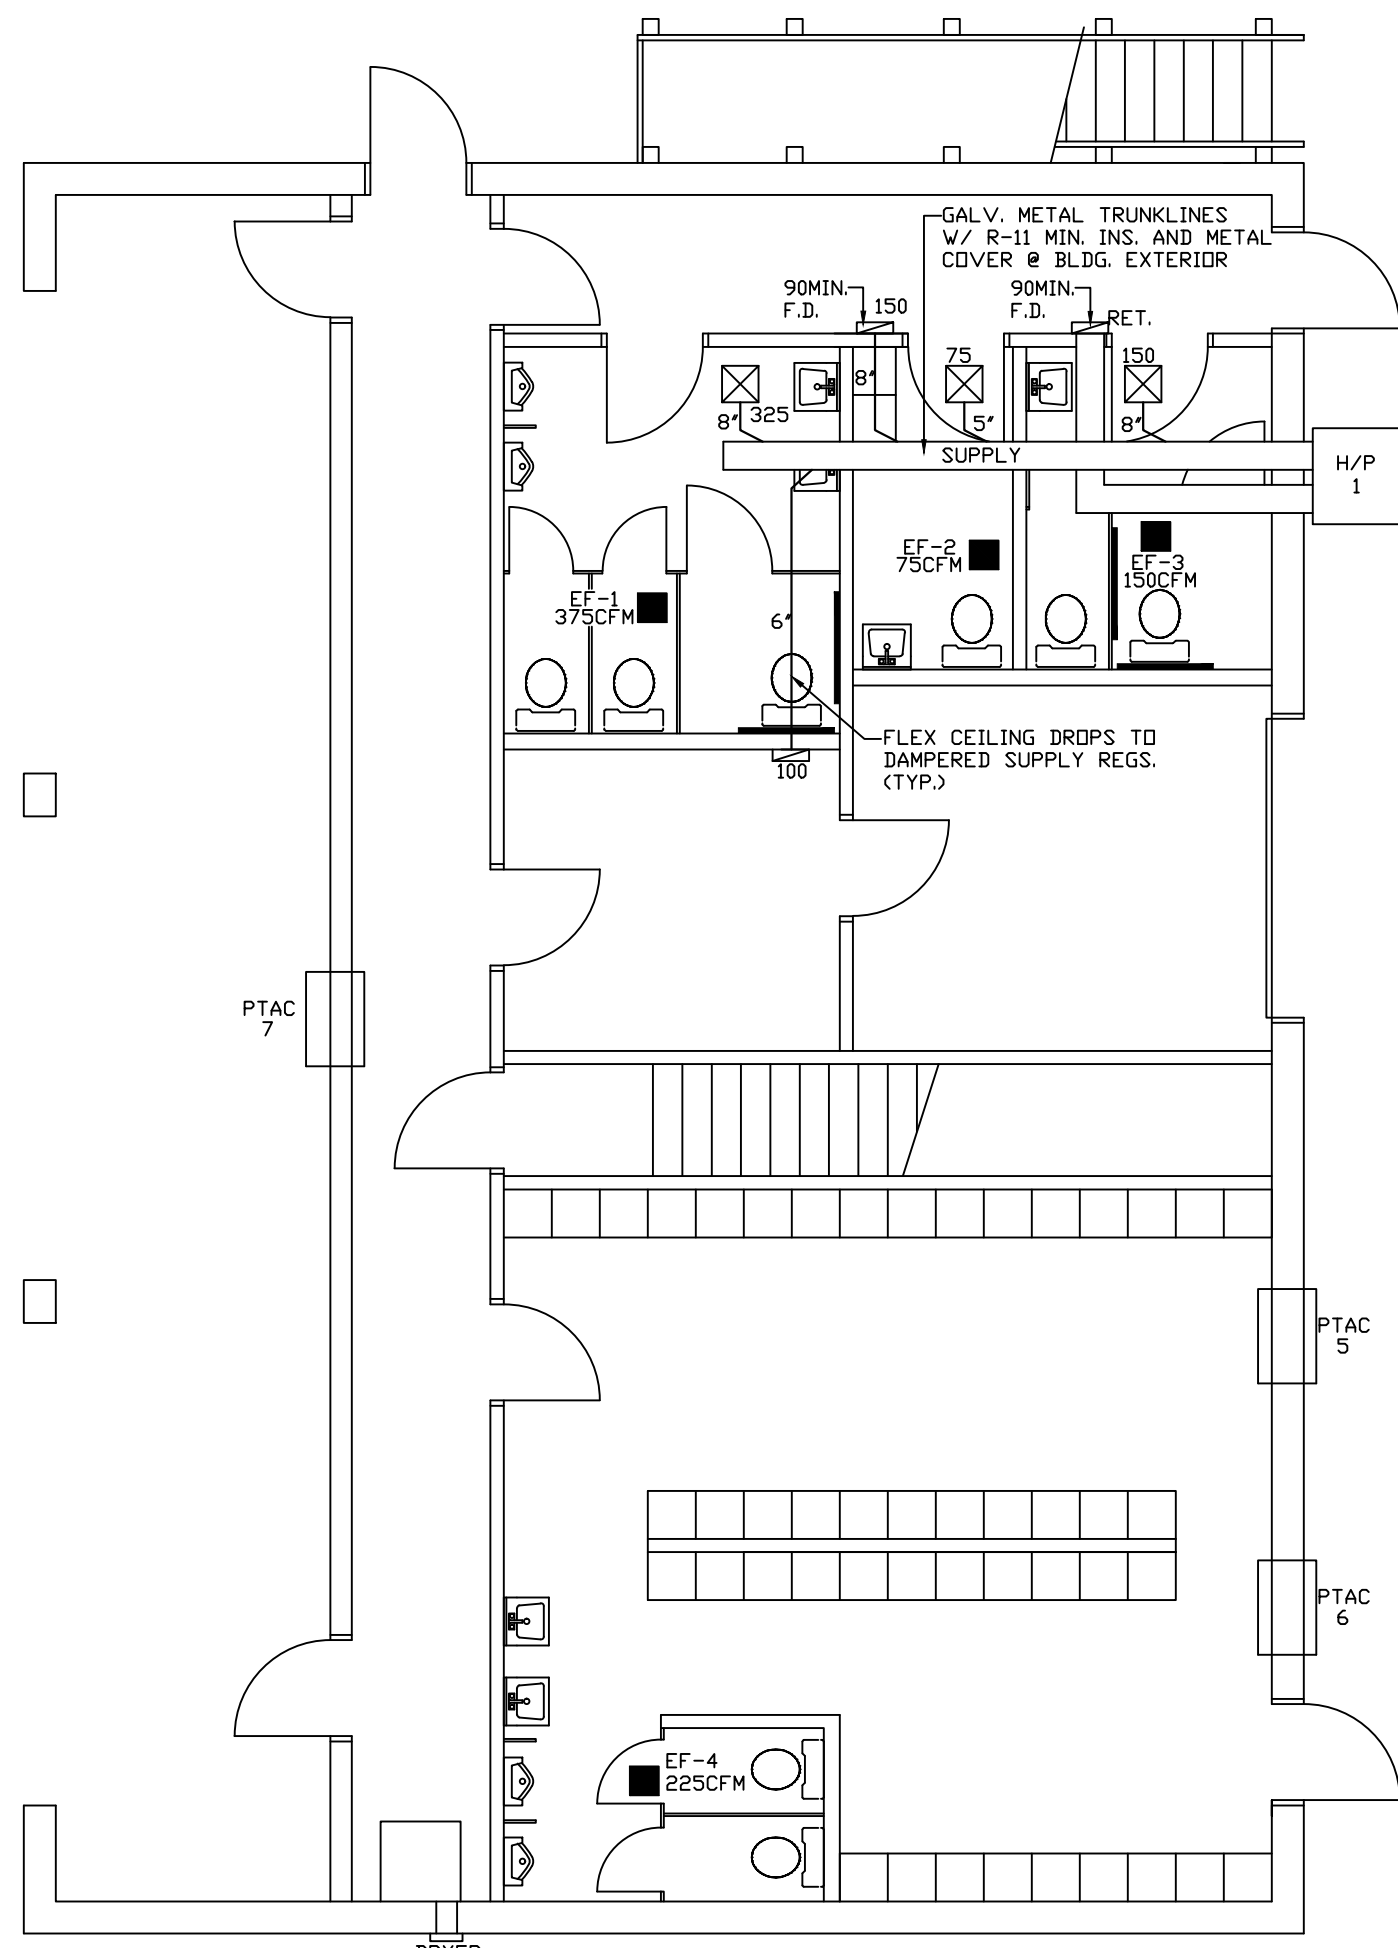 GALV. METAL TRUNKLINES
W/ R-11 MIN. INS. AND METAL
COVER @ BLDG. EXTERIOR
90MIN.
F.D.
150
90MIN.
F.D.
RET.
75
150
8"
8"
325
5"
8"
SUPPLY
H/P
1
EF-2
75CFM
EF-3
150CFM
EF-1
375CFM
6"
FLEX CEILING DROPS TO
DAMPERED SUPPLY REGS.
(TYP.)
100
PTAC
7
PTAC
5
PTAC
6
EF-4
225CFM
DRYER